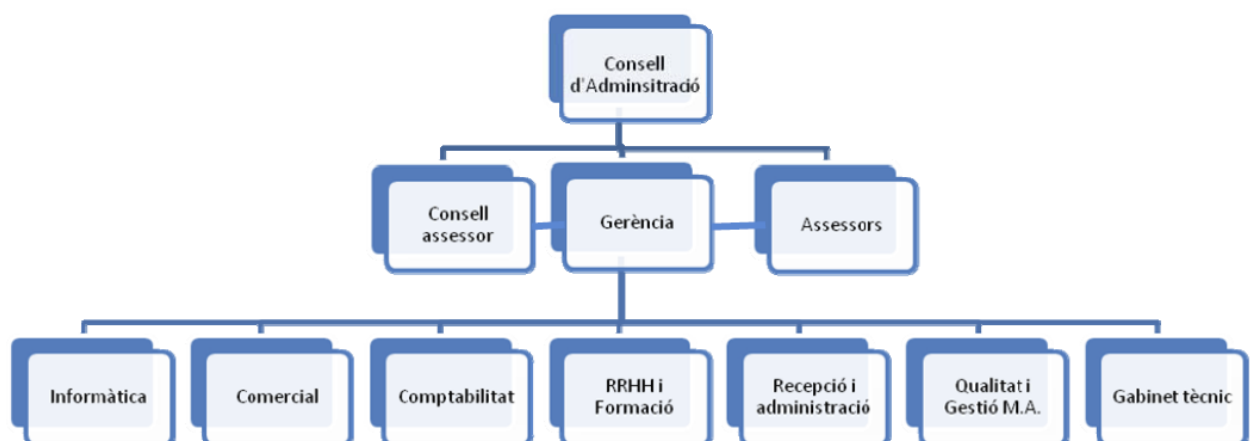 Consell
d'Adminsitració
Consell
assessor
Gerència
Assessors
Informàtica
Comercial
Comptabilitat
RRHH i
Formació
Recepció i
administració
Qualitat i
Gestió M.A.
Gabinet tècnic